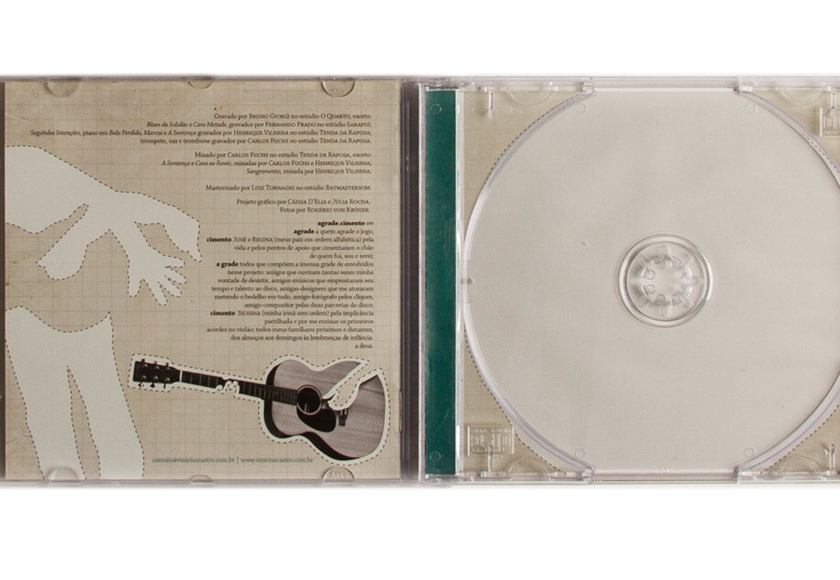 Gravado por Bruno Giorgi no estúdio O Quarto, exceto:
Blues da Solidão e Cara Metade, gravados por Fernando Prado no estúdio Sarapuí,
Segundas Intenções, piano em Bala Perdida, Marcas e A Sentença gravados por Henrique Vilhena no estúdio Tenda da Raposa;
trompete, sax e trombone gravados por Carlos Fuchs no estúdio Tenda da Raposa.
Mixado por Carlos Fuchs no estúdio Tenda da Raposa, exceto:
A Sentença e Casa ao Revés, mixadas por Carlos Fuchs e Henrique Vilhena,
Sangramento, mixada por Henrique Vilhena.
Masterizado por Luiz Tornaghi no estúdio Batmastersom.
Projeto gráfico por Cássia D'Elia e Júlia Rocha.
Fotos por Rogério von Krüger.
agrade.cimento
agrade a quem agrade o jogo;
cimento José e Regina (meus pais em ordem alfabética) pela
vida e pelos pontos de apoio que cimentaram o chão
de quem fui, sou e serei;
a grade todos que compõem a imensa grade de envolvidos
nesse projeto: amigos que ouviram tantas vezes minha
vontade de desistir, amigos-músicos que emprestaram seu
tempo e talento ao disco, amigas-designers que me aturaram
metendo o bedelho em tudo, amigo-fotógrafo pelos cliques,
amigo-compositor pelas duas parcerias do disco;
cimento Silvana (minha irmã sem ordem) pela implicância
partilhada e por me ensinar os primeiros
acordes no violão; todos meus familiares próximos e distantes,
dos almoços aos domingos às lembranças de infância.
a deus.
contato@viniciuscastro.com.br | www.viniciuscastro.com.br